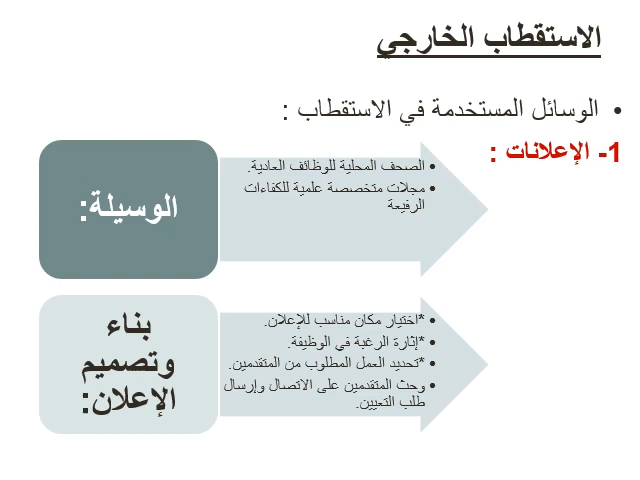 الاستقطاب الخارجي
• الوسائل المستخدمة في الاستقطاب :
1- الإعلانات :
الوسيلة:
• الصحف المحلية للوظائف العادية.
• مجلات متخصصة علمية للكفاءات
الرفيعة
بناء
وتصميم
الإعلان:
• *اختيار مكان مناسب للإعلان.
• *إثارة الرغبة في الوظيفة.
• *تحديد العمل المطلوب من المتقدمين.
• وحث المتقدمين على الاتصال وإرسال
طلب التعيين.